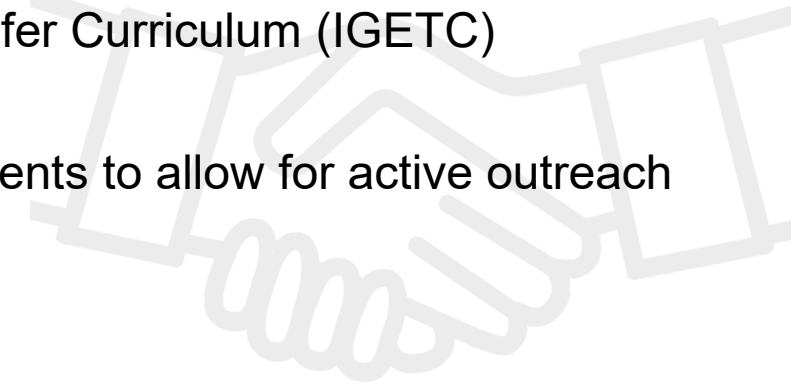 fer Curriculum (IGETC)
ents to allow for active outreach